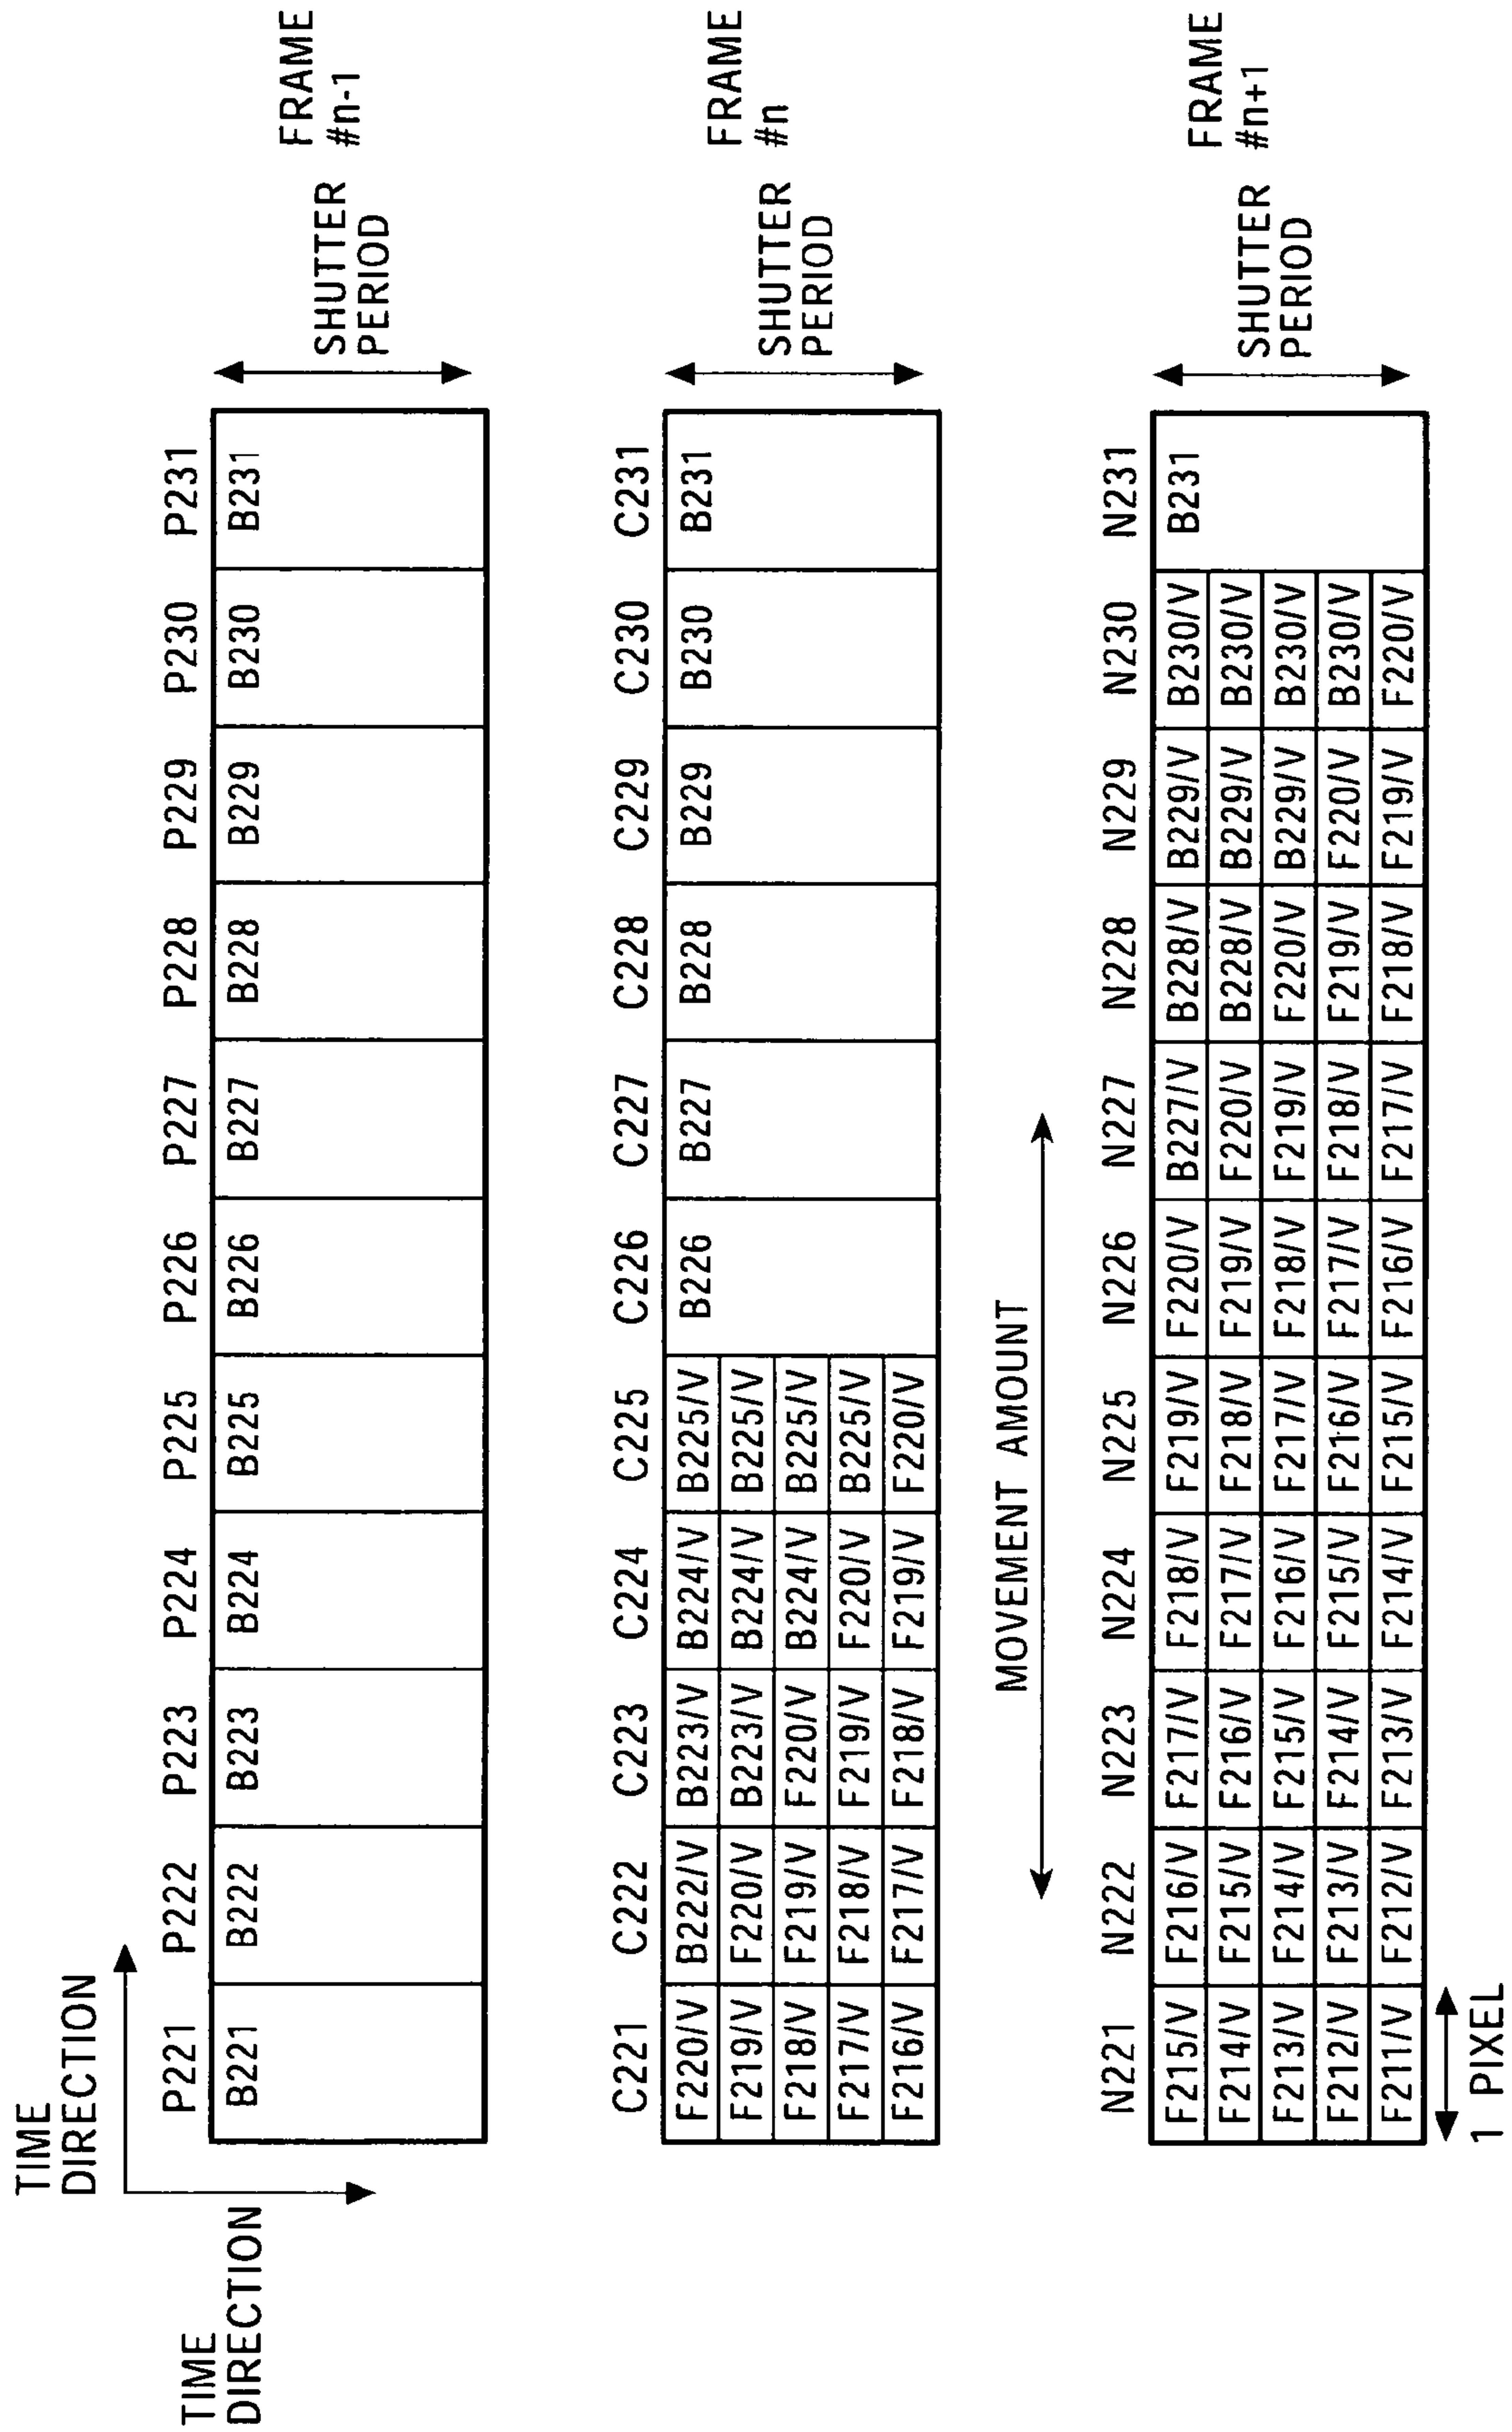 TIME
DIRECTION
TIME
DIRECTION
P221 P222 P223 P224 P225 P226 P227 P228 P229 P230 P231
B221 B222 B223 B224 B225 B226 B227 B228 B229 B230 B231
SHUTTER
PERIOD
FRAME
#n-1
C221 C222 C223 C224 C225 C226 C227 C228 C229 C230 C231
F220/V B222/V B223/V B224/V B225/V B226 B227 B228 B229 B230 B231
F219/V F220/V B223/V B224/V B225/V
F218/V F219/V F220/V B224/V B225/V
F217/V F218/V F219/V F220/V B225/V
F216/V F217/V F218/V F219/V F220/V
SHUTTER
PERIOD
FRAME
#n
MOVEMENT AMOUNT
N221 N222 N223 N224 N225 N226 N227 N228 N229 N230 N231
F215/V F216/V F217/V F218/V F219/V F220/V B227/V B228/V B229/V B230/V B231
F214/V F215/V F216/V F217/V F218/V F219/V F220/V B228/V B229/V B230/V
F213/V F214/V F215/V F216/V F217/V F218/V F219/V F220/V B229/V B230/V
F212/V F213/V F214/V F215/V F216/V F217/V F218/V F219/V F220/V B230/V
F211/V F212/V F213/V F214/V F215/V F216/V F217/V F218/V F219/V F220/V
SHUTTER
PERIOD
FRAME
#n+1
1 PIXEL